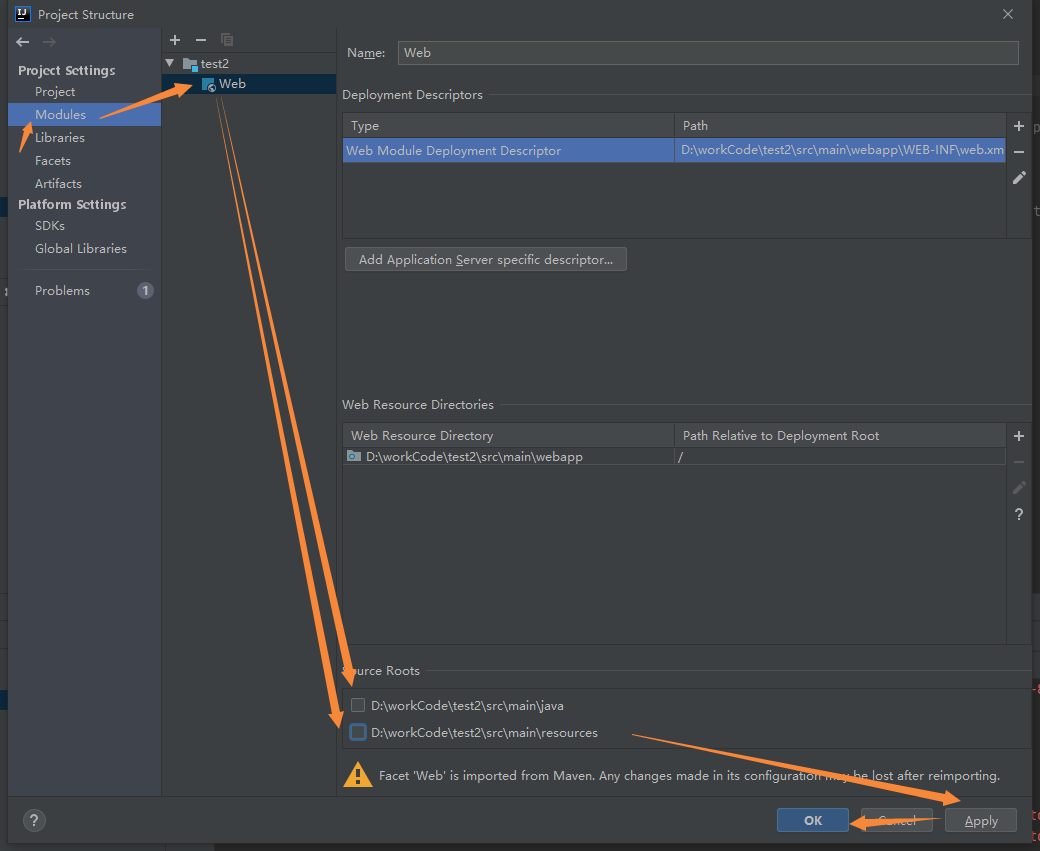 Project Structure
Project Settings
Project
Modules
Libraries
Facets
Artifacts
Platform Settings
SDKs
Global Libraries
Problems
1
test2
Web
Name: Web
Deployment Descriptors
Type Path
Web Module Deployment Descriptor D:\workCode\test2\src\main\webapp\WEB-INF\web.xm
Add Application Server specific descriptor...
Web Resource Directories
Web Resource Directory Path Relative to Deployment Root
D:\workCode\test2\src\main\webapp /
Source Roots
D:\workCode\test2\src\main\java
D:\workCode\test2\src\main\resources
Facet 'Web' is imported from Maven. Any changes made in its configuration may be lost after reimporting.
? OK Cancel Apply